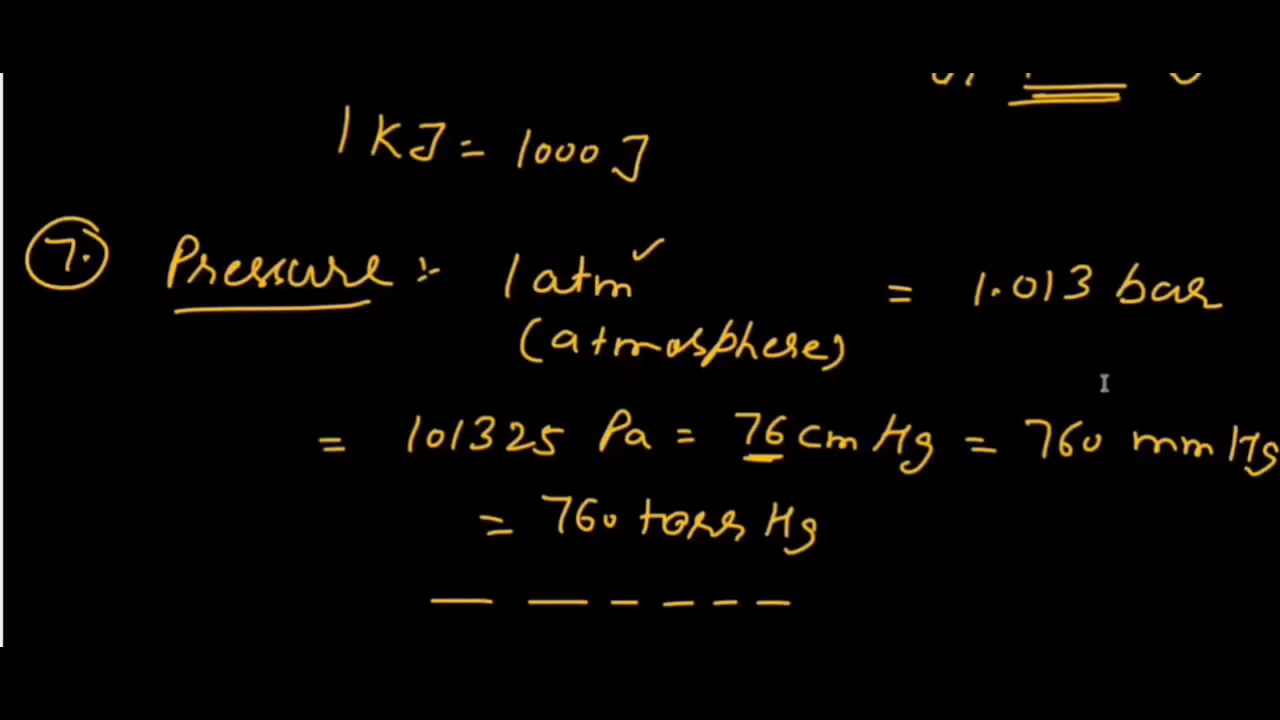 1 KJ = 1000 J
7. Pressure :- 1 atm ✓ = 1.013 bar
(atmosphere)
= 101325 Pa = 76 cm Hg = 760 mm Hg
= 760 torr Hg